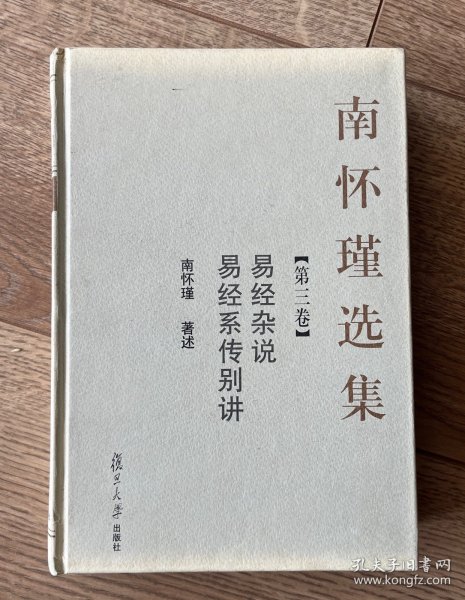 南怀瑾选集
【第三卷】
易经杂说
易经系传别讲
南怀瑾 著述
復旦大学
出版社
孔夫子旧书网
www.kongfz.com